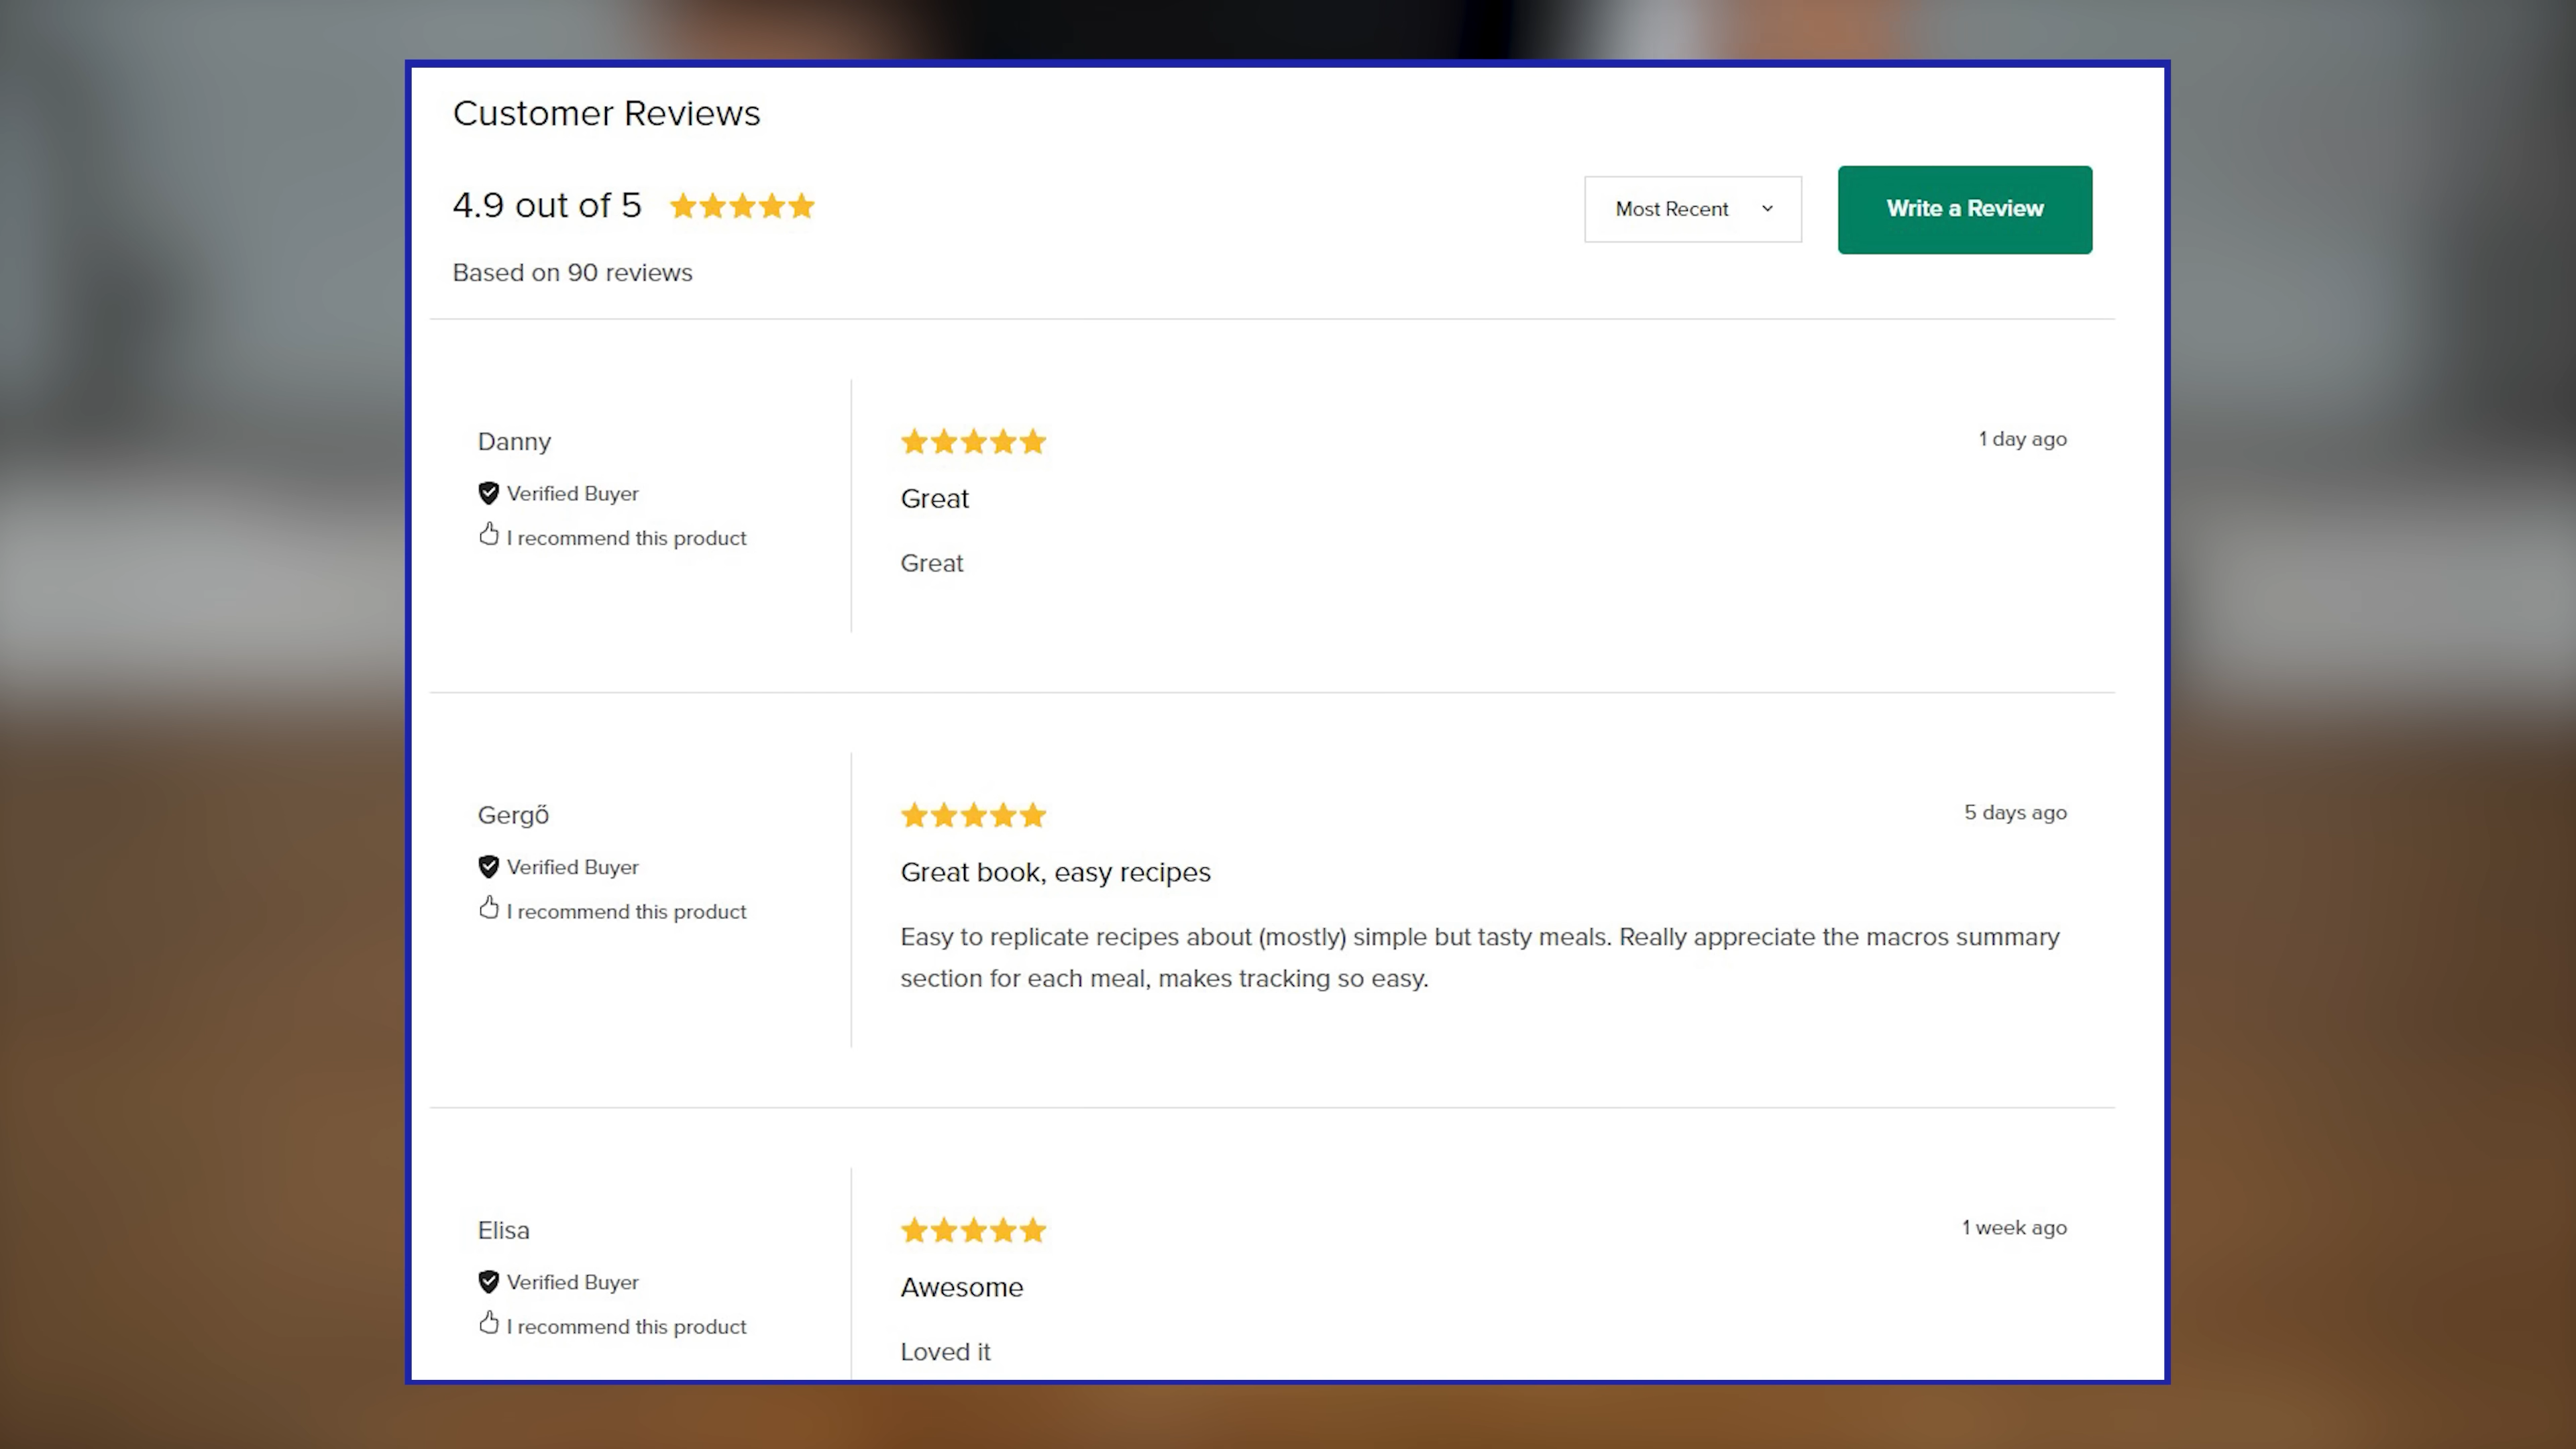 Customer Reviews
4.9 out of 5
Most Recent
Write a Review
Based on 90 reviews
Danny
1 day ago
Verified Buyer
Great
I recommend this product
Great
Gergő
5 days ago
Verified Buyer
Great book, easy recipes
I recommend this product
Easy to replicate recipes about (mostly) simple but tasty meals. Really appreciate the macros summary
section for each meal, makes tracking so easy.
Elisa
1 week ago
Verified Buyer
Awesome
I recommend this product
Loved it